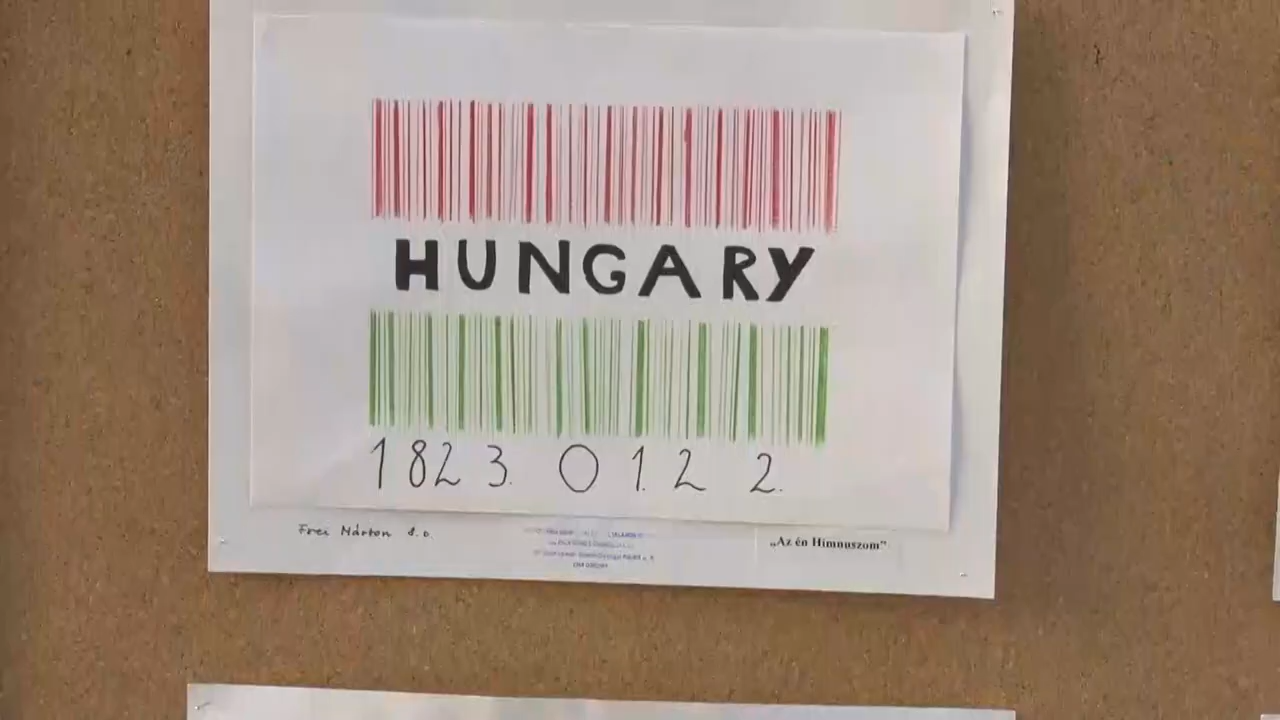 HUNGARY
1823. 01. 22.
Frei Márton 8. o.
„Az én Himnuszom”